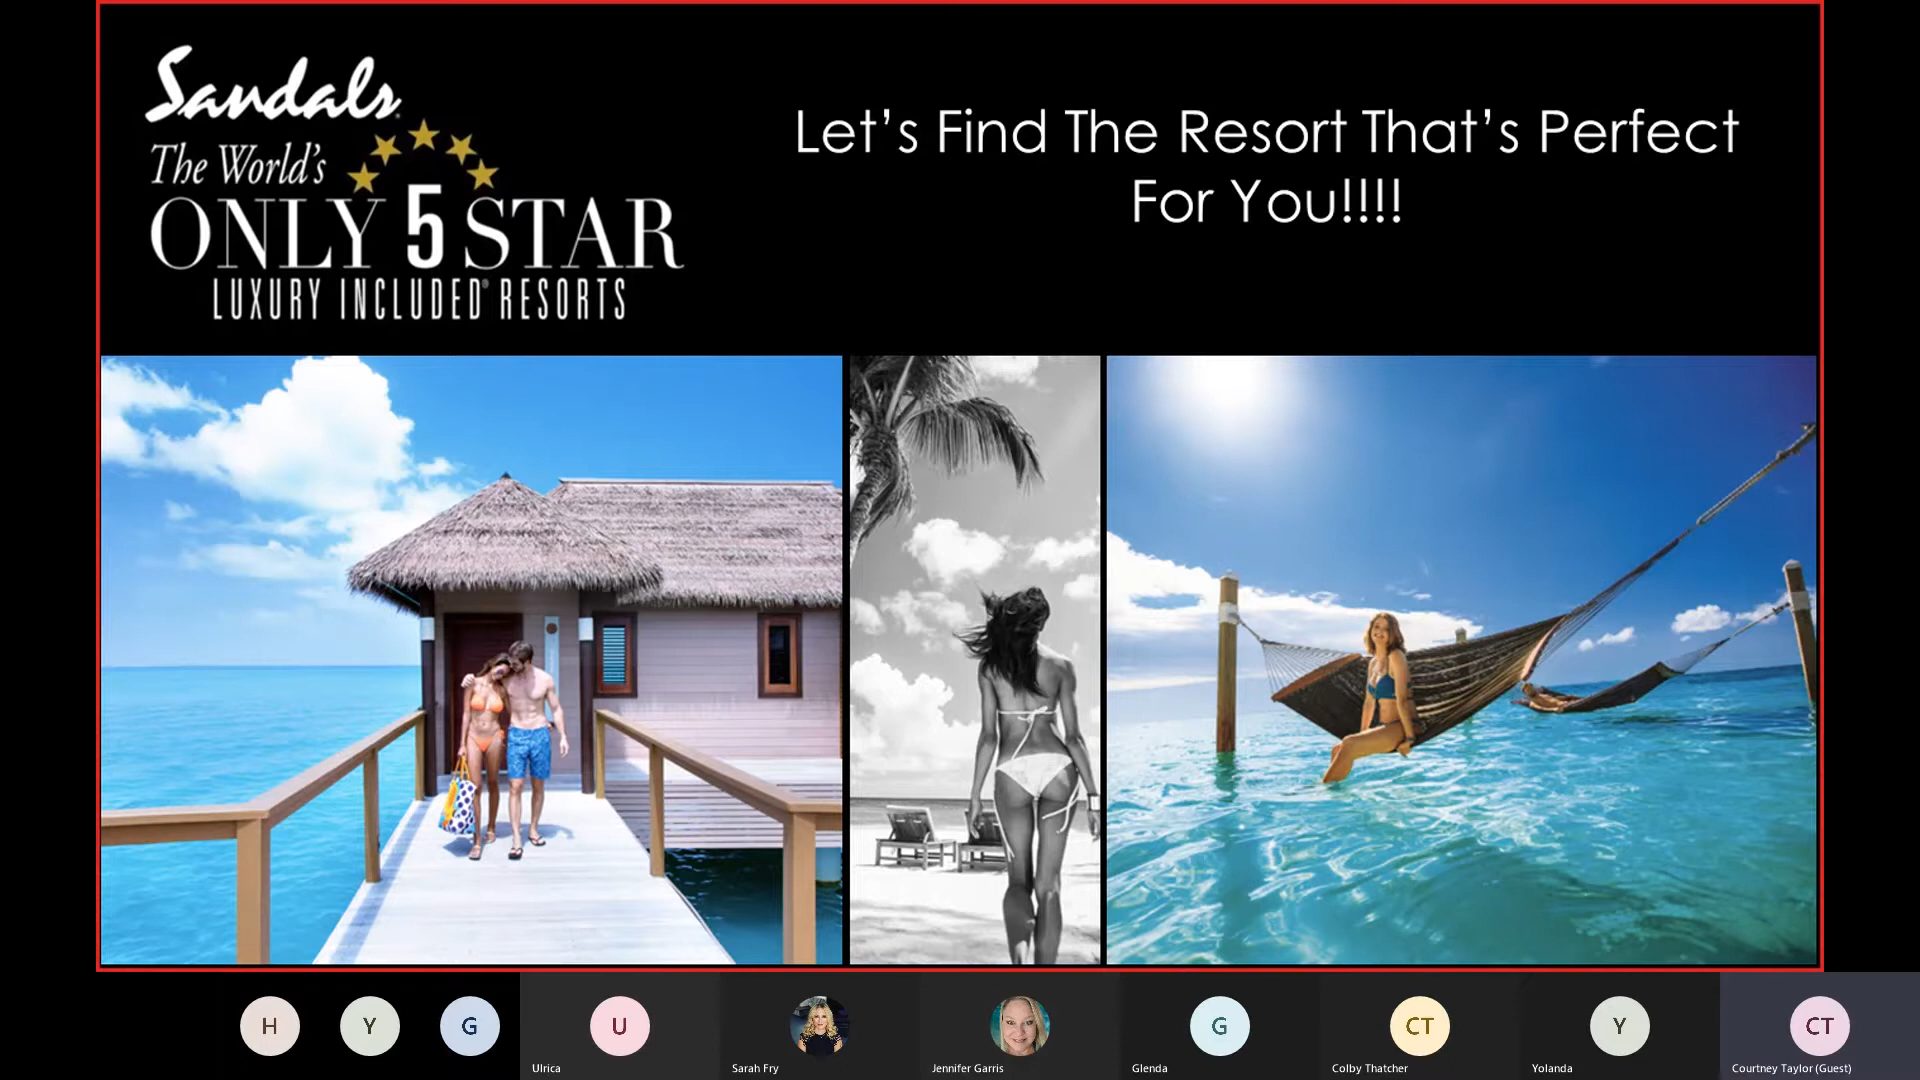 Sandals
The World's
ONLY 5 STAR
LUXURY INCLUDED® RESORTS
Let's Find The Resort That's Perfect
For You!!!!
H
Y
G
U
G
CT
Y
CT
Ulrica
Sarah Fry
Jennifer Garris
Glenda
Colby Thatcher
Yolanda
Courtney Taylor (Guest)